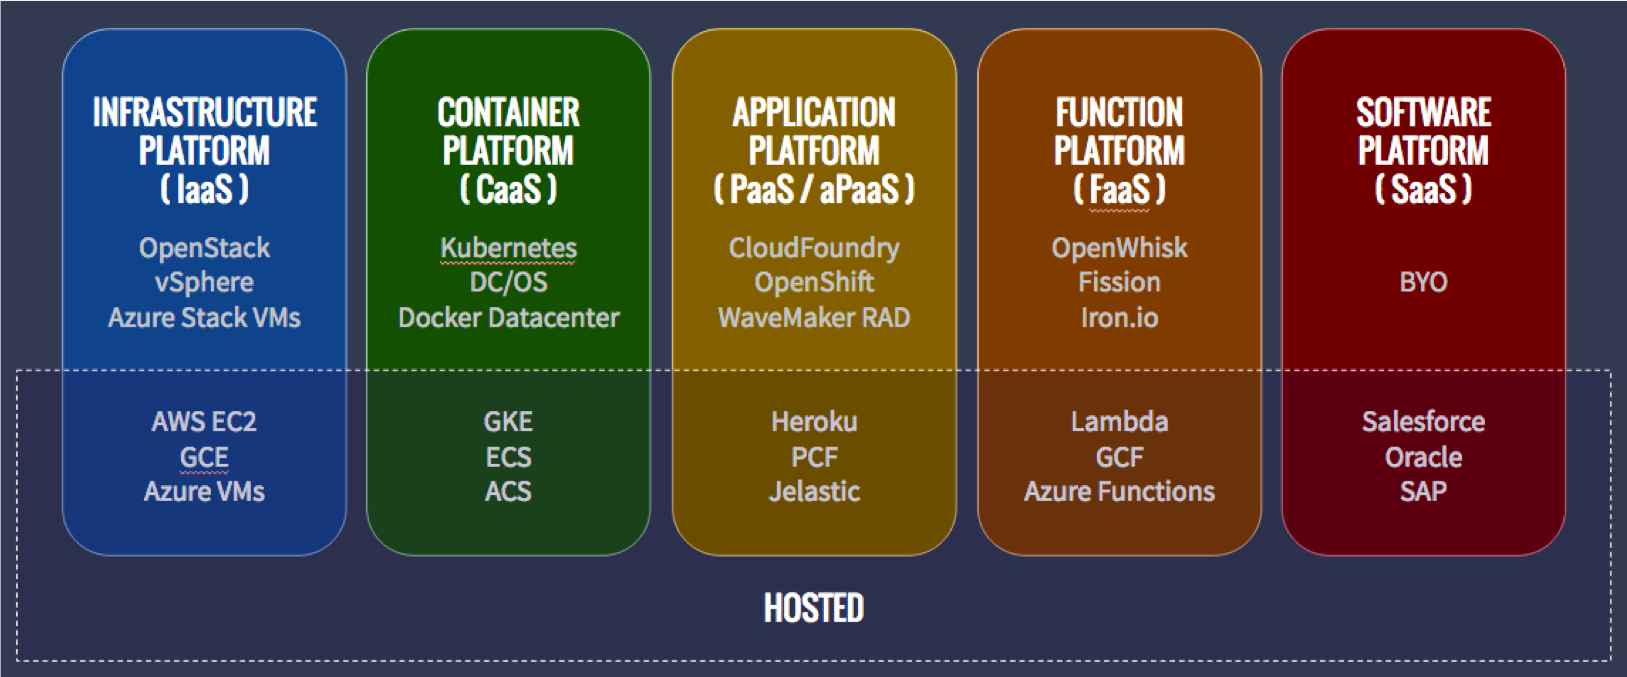 INFRASTRUCTURE
PLATFORM
( IaaS )
OpenStack
vSphere
Azure Stack VMs
AWS EC2
GCE
Azure VMs
CONTAINER
PLATFORM
( CaaS )
Kubernetes
DC/OS
Docker Datacenter
GKE
ECS
ACS
APPLICATION
PLATFORM
( PaaS / aPaaS )
CloudFoundry
OpenShift
WaveMaker RAD
Heroku
PCF
Jelastic
FUNCTION
PLATFORM
( FaaS )
OpenWhisk
Fission
Iron.io
Lambda
GCF
Azure Functions
SOFTWARE
PLATFORM
( SaaS )
BYO
Salesforce
Oracle
SAP
HOSTED